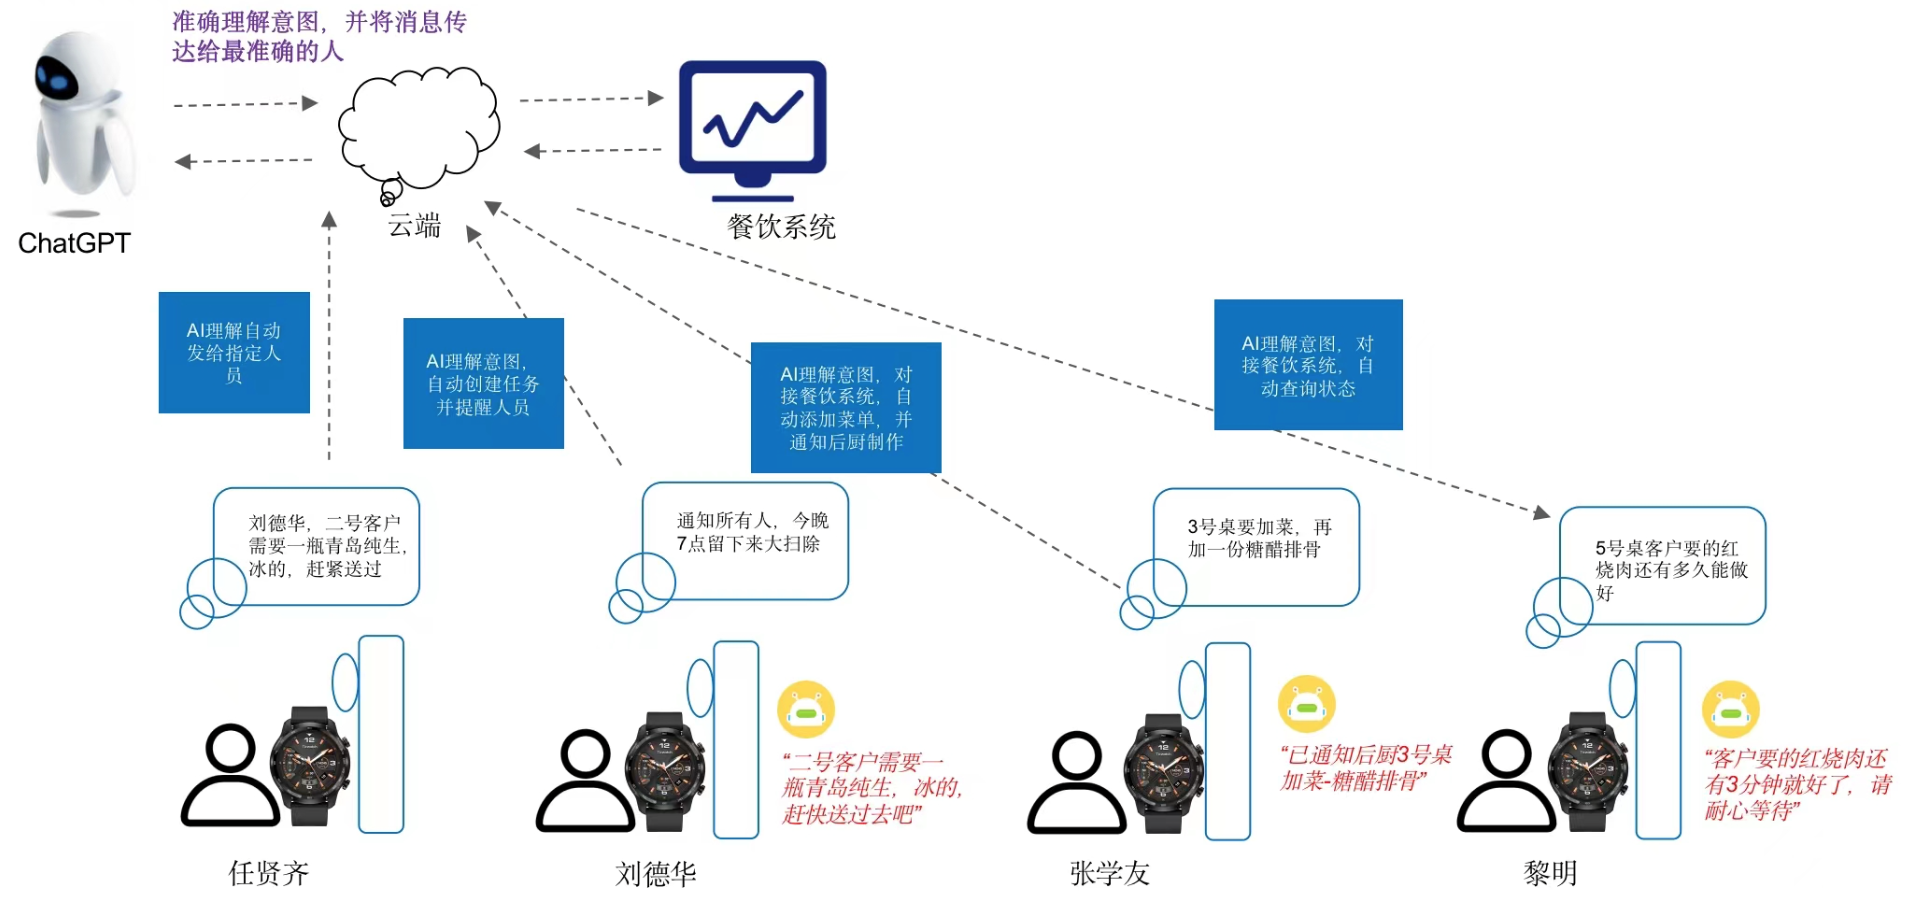 准确理解意图，并将消息传
达给最准确的人
ChatGPT
云端
餐饮系统
AI理解自动
发给指定人
员
AI理解意图，
自动创建任务
并提醒人员
AI理解意图，对
接餐饮系统，自
动添加菜单，并
通知后厨制作
AI理解意图，对
接餐饮系统，自
动查询状态
刘德华，二号客户
需要一瓶青岛纯生，
冰的，赶紧送过
通知所有人，今晚
7点留下来大扫除
3号桌要加菜，再
加一份糖醋排骨
5号桌客户要的红
烧肉还有多久能做
好
“二号客户需要一
瓶青岛纯生，冰的，
赶快送过去吧”
“已通知后厨3号桌
加菜-糖醋排骨”
“客户要的红烧肉还
有3分钟就好了，请
耐心等待”
任贤齐
刘德华
张学友
黎明